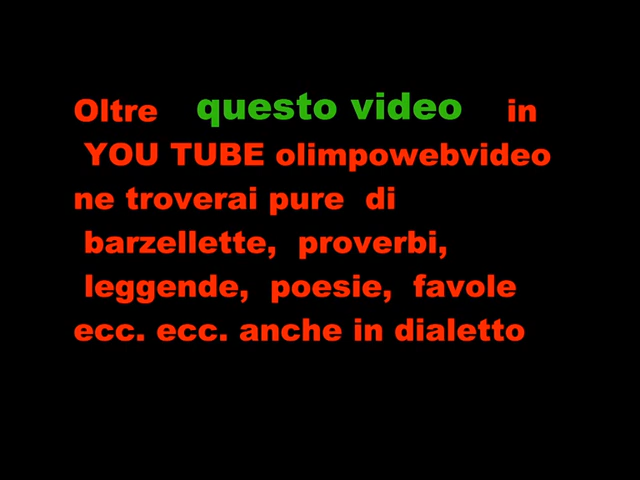 Oltre questo video in
YOU TUBE olimpowebvideo
ne troverai pure di
barzellette, proverbi,
leggende, poesie, favole
ecc. ecc. anche in dialetto